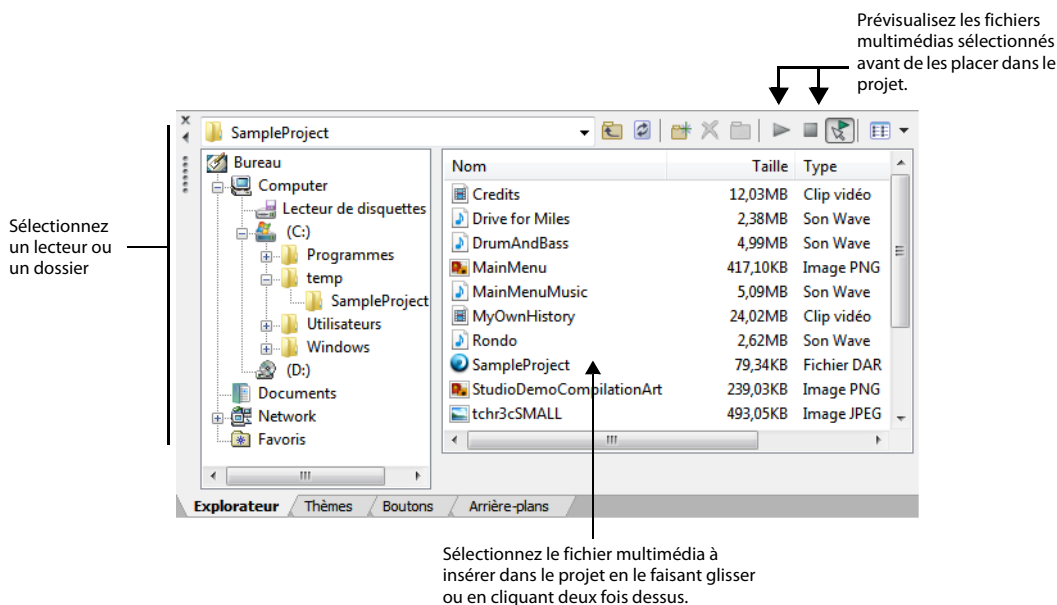 Prévisualisez les fichiers
multimédias sélectionnés
avant de les placer dans le
projet.
SampleProject
Sélectionnez
un lecteur ou
un dossier
Bureau
Computer
Lecteur de disquettes
(C:)
Programmes
temp
SampleProject
Utilisateurs
Windows
(D:)
Documents
Network
Favoris
Nom Taille Type
Credits 12,03MB Clip vidéo
Drive for Miles 2,38MB Son Wave
DrumAndBass 4,99MB Son Wave
MainMenu 417,10KB Image PNG
MainMenuMusic 5,09MB Son Wave
MyOwnHistory 24,02MB Clip vidéo
Rondo 2,62MB Son Wave
SampleProject 79,34KB Fichier DAR
StudioDemoCompilationArt 239,03KB Image PNG
tchr3cSMALL 493,05KB Image JPEG
Explorateur Thèmes Boutons Arrière-plans
Sélectionnez le fichier multimédia à
insérer dans le projet en le faisant glisser
ou en cliquant deux fois dessus.